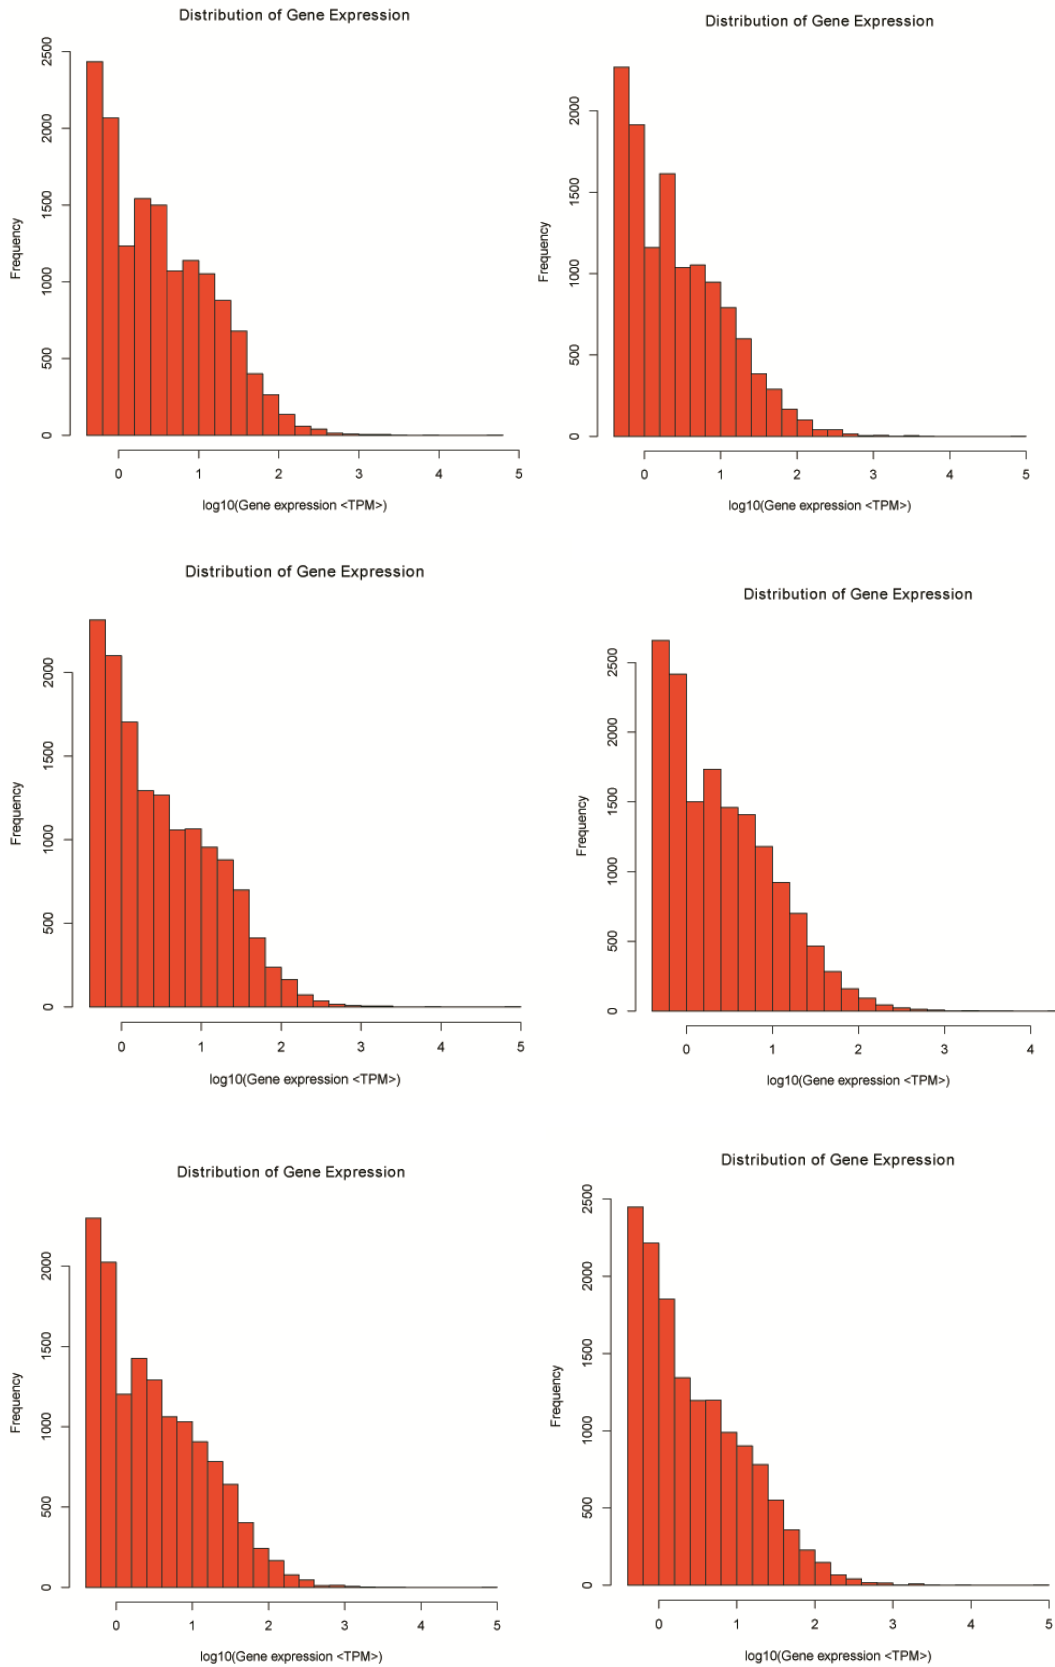 Distribution of Gene Expression
Frequency
2500
2000
1500
1000
500
0
0 1 2 3 4 5
log10(Gene expression <TPM>)
Distribution of Gene Expression
Frequency
2000
1500
1000
500
0
0 1 2 3 4 5
log10(Gene expression <TPM>)
Distribution of Gene Expression
Frequency
2000
1500
1000
500
0
0 1 2 3 4 5
log10(Gene expression <TPM>)
Distribution of Gene Expression
Frequency
2500
2000
1500
1000
500
0
0 1 2 3 4
log10(Gene expression <TPM>)
Distribution of Gene Expression
Frequency
2000
1500
1000
500
0
0 1 2 3 4 5
log10(Gene expression <TPM>)
Distribution of Gene Expression
Frequency
2500
2000
1500
1000
500
0
0 1 2 3 4 5
log10(Gene expression <TPM>)